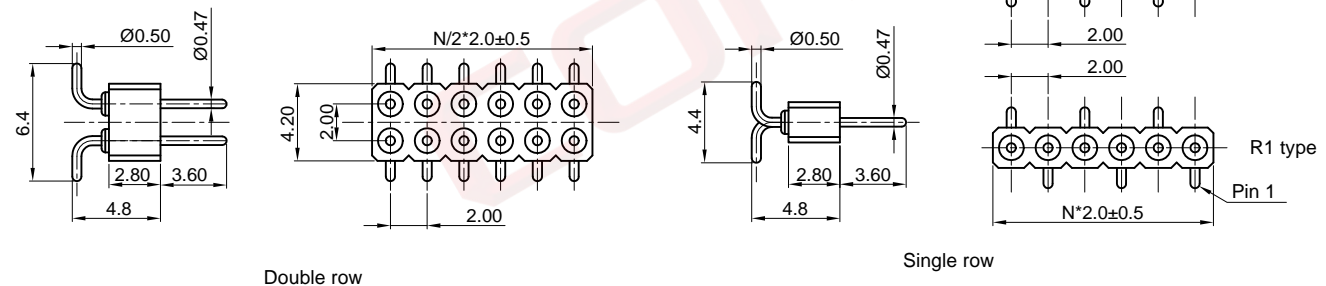 Ø0.50
Ø0.47
6.4
2.80
3.60
4.8
N/2*2.0±0.5
4.20
2.00
2.00
Double row
Ø0.50
Ø0.47
4.4
2.80
3.60
4.8
Single row
2.00
2.00
R1 type
Pin 1
N*2.0±0.5